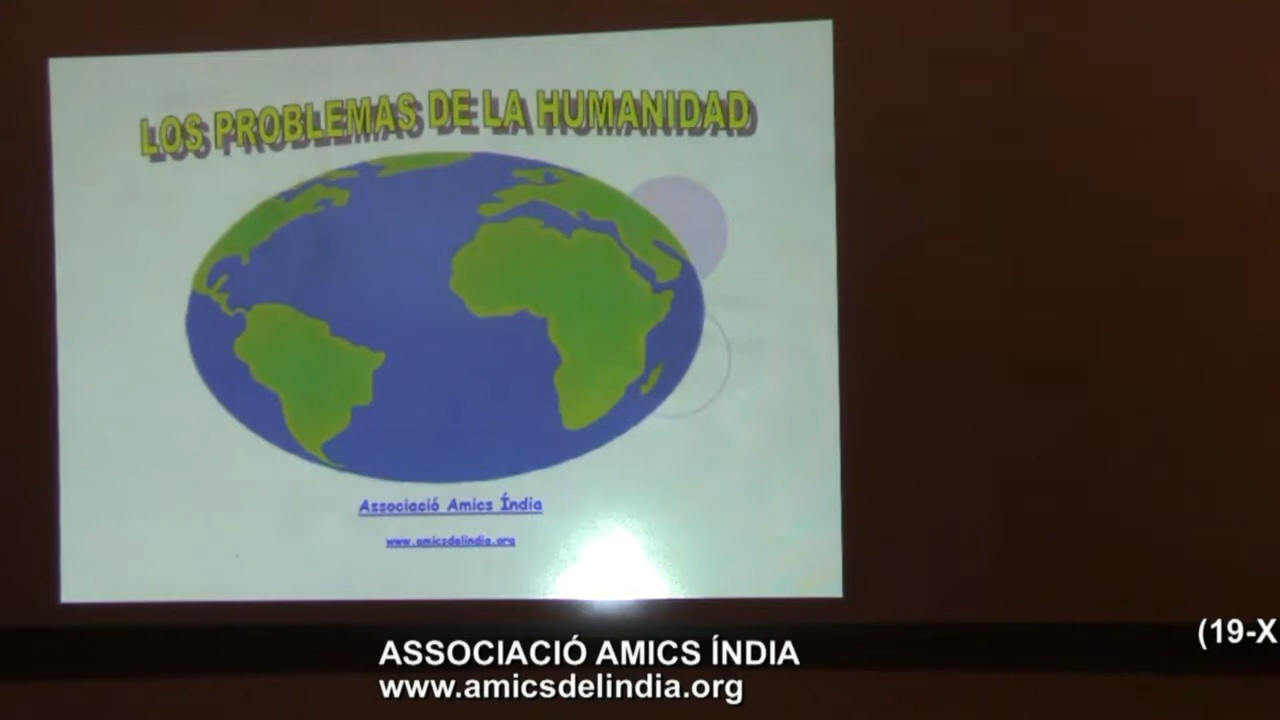 LOS PROBLEMAS DE LA HUMANIDAD
Associació Amics Índia
www.amicsdelindia.org
(19-X
ASSOCIACIÓ AMICS ÍNDIA
www.amicsdelindia.org